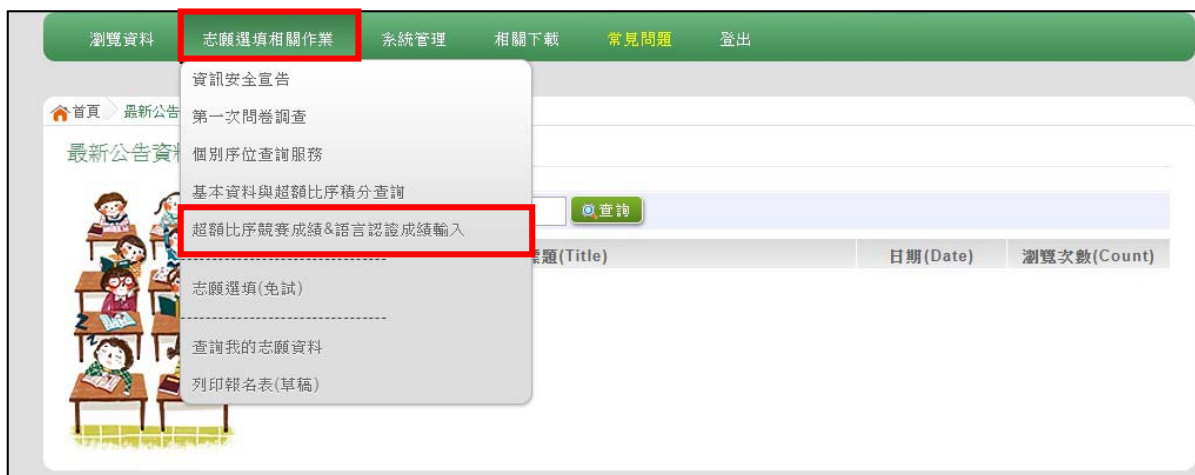 瀏覽資料 志願選填相關作業 系統管理 相關下載 常見問題 登出
資訊安全宣告
首頁 最新公告
第一次問卷調查
最新公告資料
個別序位查詢服務
基本資料與超額比序積分查詢
查詢
超額比序競賽成績&語言認證成績輸入
標題(Title) 日期(Date) 瀏覽次數(Count)
志願選填(免試)
查詢我的志願資料
列印報名表(草稿)